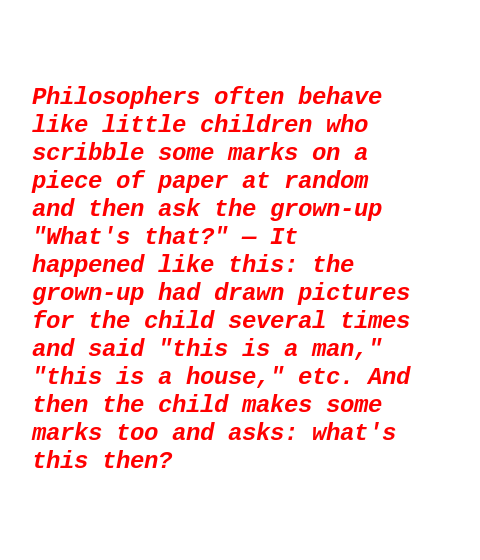 Philosophers often behave
like little children who
scribble some marks on a
piece of paper at random
and then ask the grown-up
"What's that?" — It
happened like this: the
grown-up had drawn pictures
for the child several times
and said "this is a man,"
"this is a house," etc. And
then the child makes some
marks too and asks: what's
this then?